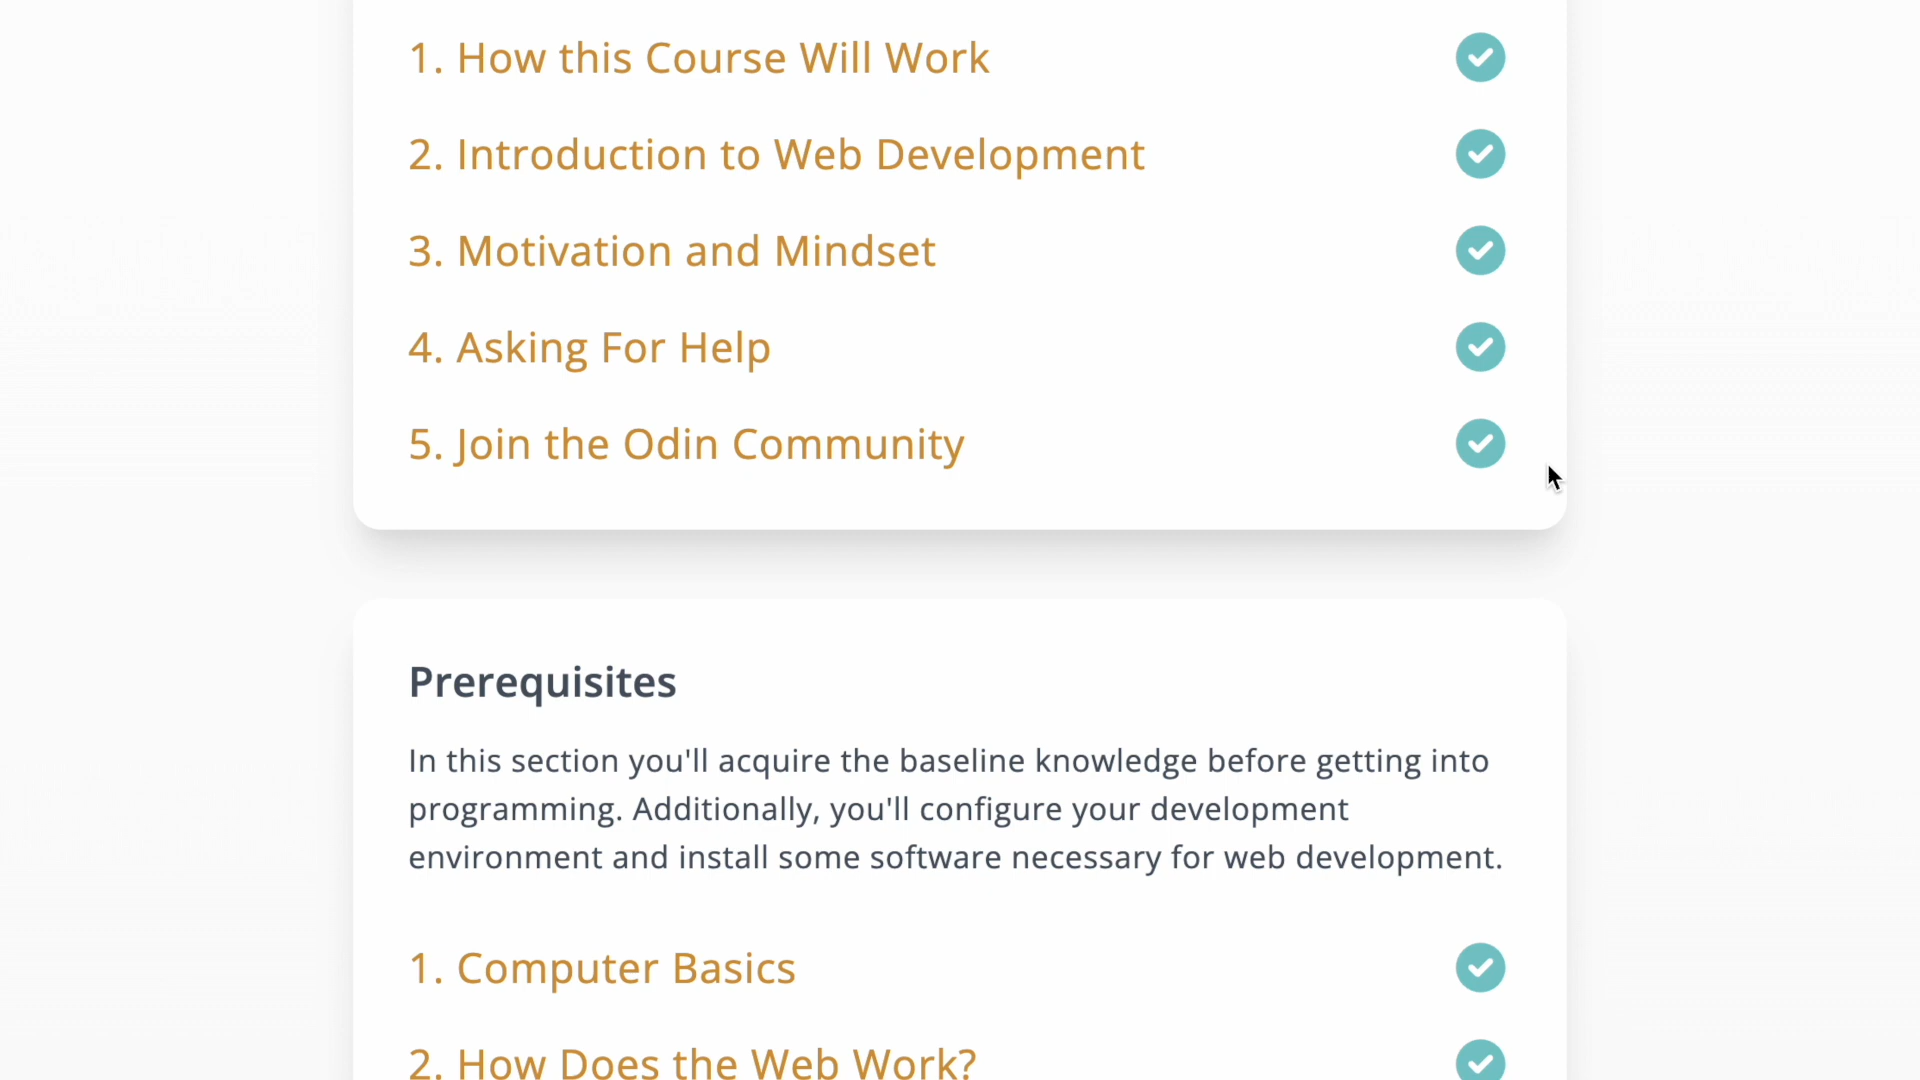 1. How this Course Will Work
2. Introduction to Web Development
3. Motivation and Mindset
4. Asking For Help
5. Join the Odin Community
Prerequisites
In this section you'll acquire the baseline knowledge before getting into
programming. Additionally, you'll configure your development
environment and install some software necessary for web development.
1. Computer Basics
2. How Does the Web Work?